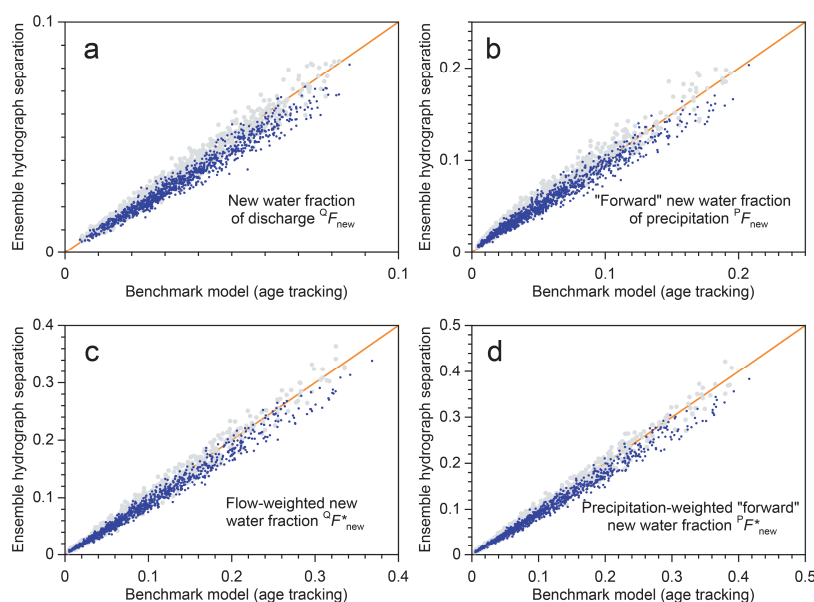 a
Ensemble hydrograph separation
0.1
0
0
0.1
New water fraction
of discharge QFnew
Benchmark model (age tracking)
b
Ensemble hydrograph separation
0.2
0.1
0
0
0.1
0.2
"Forward" new water fraction
of precipitation PFnew
Benchmark model (age tracking)
c
Ensemble hydrograph separation
0.4
0.3
0.2
0.1
0
0
0.1
0.2
0.3
0.4
Flow-weighted new
water fraction QF*new
Benchmark model (age tracking)
d
Ensemble hydrograph separation
0.5
0.4
0.3
0.2
0.1
0
0
0.1
0.2
0.3
0.4
0.5
Precipitation-weighted "forward"
new water fraction PF*new
Benchmark model (age tracking)